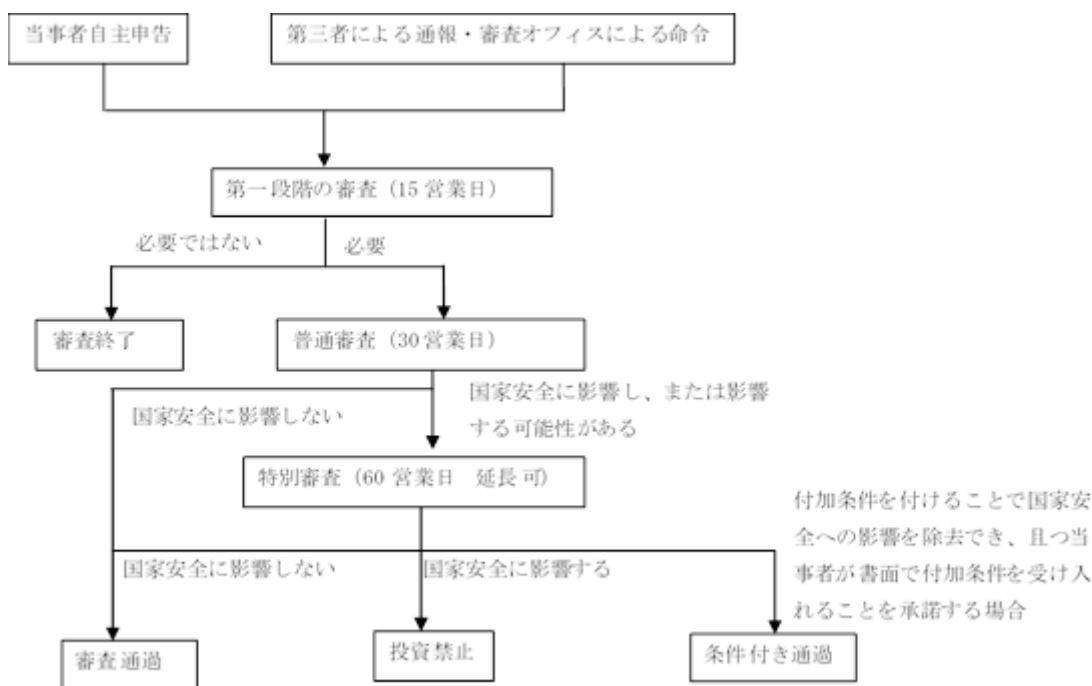 当事者自主申告
第三者による通報・審査オフィスによる命令
第一段階の審査（15 営業日）
必要ではない
必要
審査終了
普通審査（30 営業日）
国家安全に影響しない
国家安全に影響し、または影響
する可能性がある
特別審査（60 営業日　延長可）
付加条件を付けることで国家安
全への影響を除去でき、且つ当
事者が書面で付加条件を受け入
れることを承諾する場合
国家安全に影響しない
国家安全に影響する
審査通過
投資禁止
条件付き通過